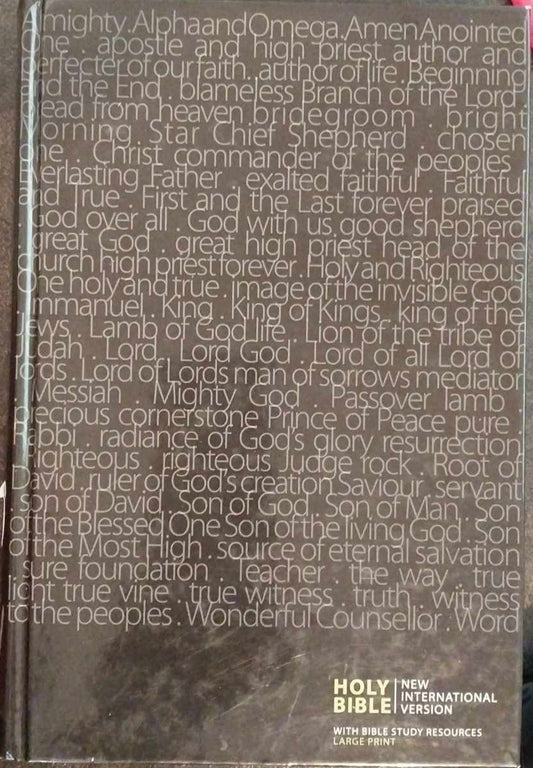 Almighty.Alpha and Omega.Amen Anointed
One . apostle and high priest author and
perfecter of our faith..author of life.Beginning
and the End blameless Branch of the Lord .
bread from heaven.bridegroom . bright
Morning Star Chief Shepherd chosen
one . Christ commander of the peoples
Everlasting Father . exalted faithful . Faithful
and True . First and the Last forever praised
God over all God with us.good shepherd
great God great high priest head of the
church high priest forever.Holy and Righteous
One holy and true . Image of the invisible God
.Immanuel. King . King of Kings . king of the
Jews . Lamb of God life . Lion of the tribe of
Judah . Lord . Lord God . Lord of all Lord of
lords . Lord of Lords man of sorrows mediator
Messiah . Mighty God . Passover lamb .
precious cornerstone Prince of Peace pure .
Rabbi . radiance of God's glory resurrection
righteous . righteous Judge rock . Root of
David . ruler of God's creation Saviour. servant
. son of David . Son of God . Son of Man . Son
of the Blessed One Son of the living God . Son
of the Most High . source of eternal salvation
. sure foundation . Teacher . the way . true
light true vine . true witness . truth . witness
to the peoples . Wonderful Counsellor . Word
HOLY BIBLE
NEW
INTERNATIONAL
VERSION
WITH BIBLE STUDY RESOURCES
LARGE PRINT